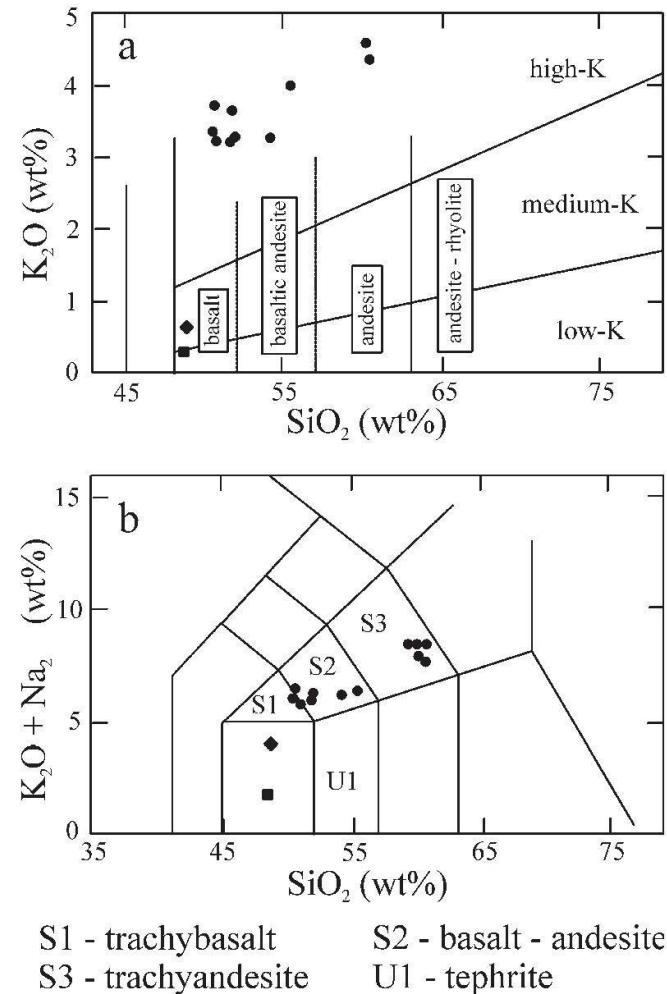 a
5
4
3
2
1
0
K₂O (wt%)
high-K
medium-K
low-K
basalt
basaltic andesite
andesite
andesite - rhyolite
45 55 65 75
SiO₂ (wt%)
b
15
10
5
0
K₂O + Na₂ (wt%)
S1
S2
S3
U1
35 45 55 65 75
SiO₂ (wt%)
S1 - trachybasalt S2 - basalt - andesite
S3 - trachyandesite U1 - tephrite